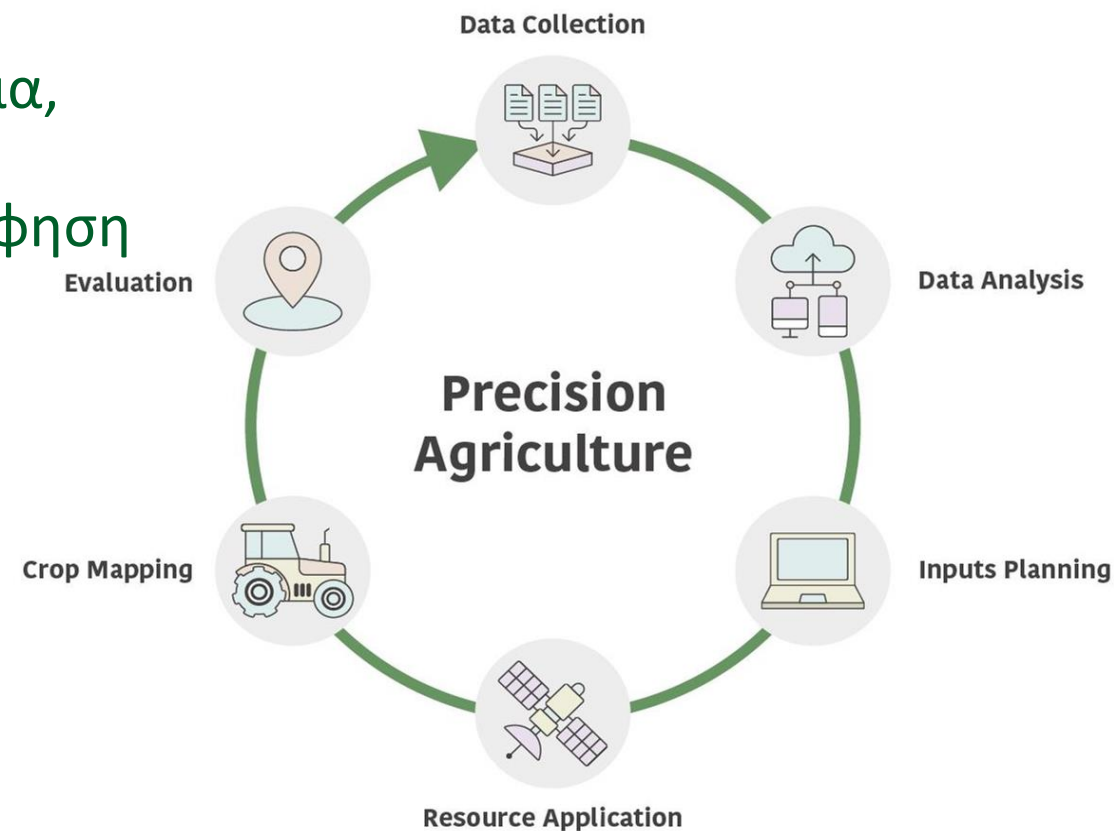 Data Collection
Evaluation
Data Analysis
Precision
Agriculture
Crop Mapping
Inputs Planning
Resource Application